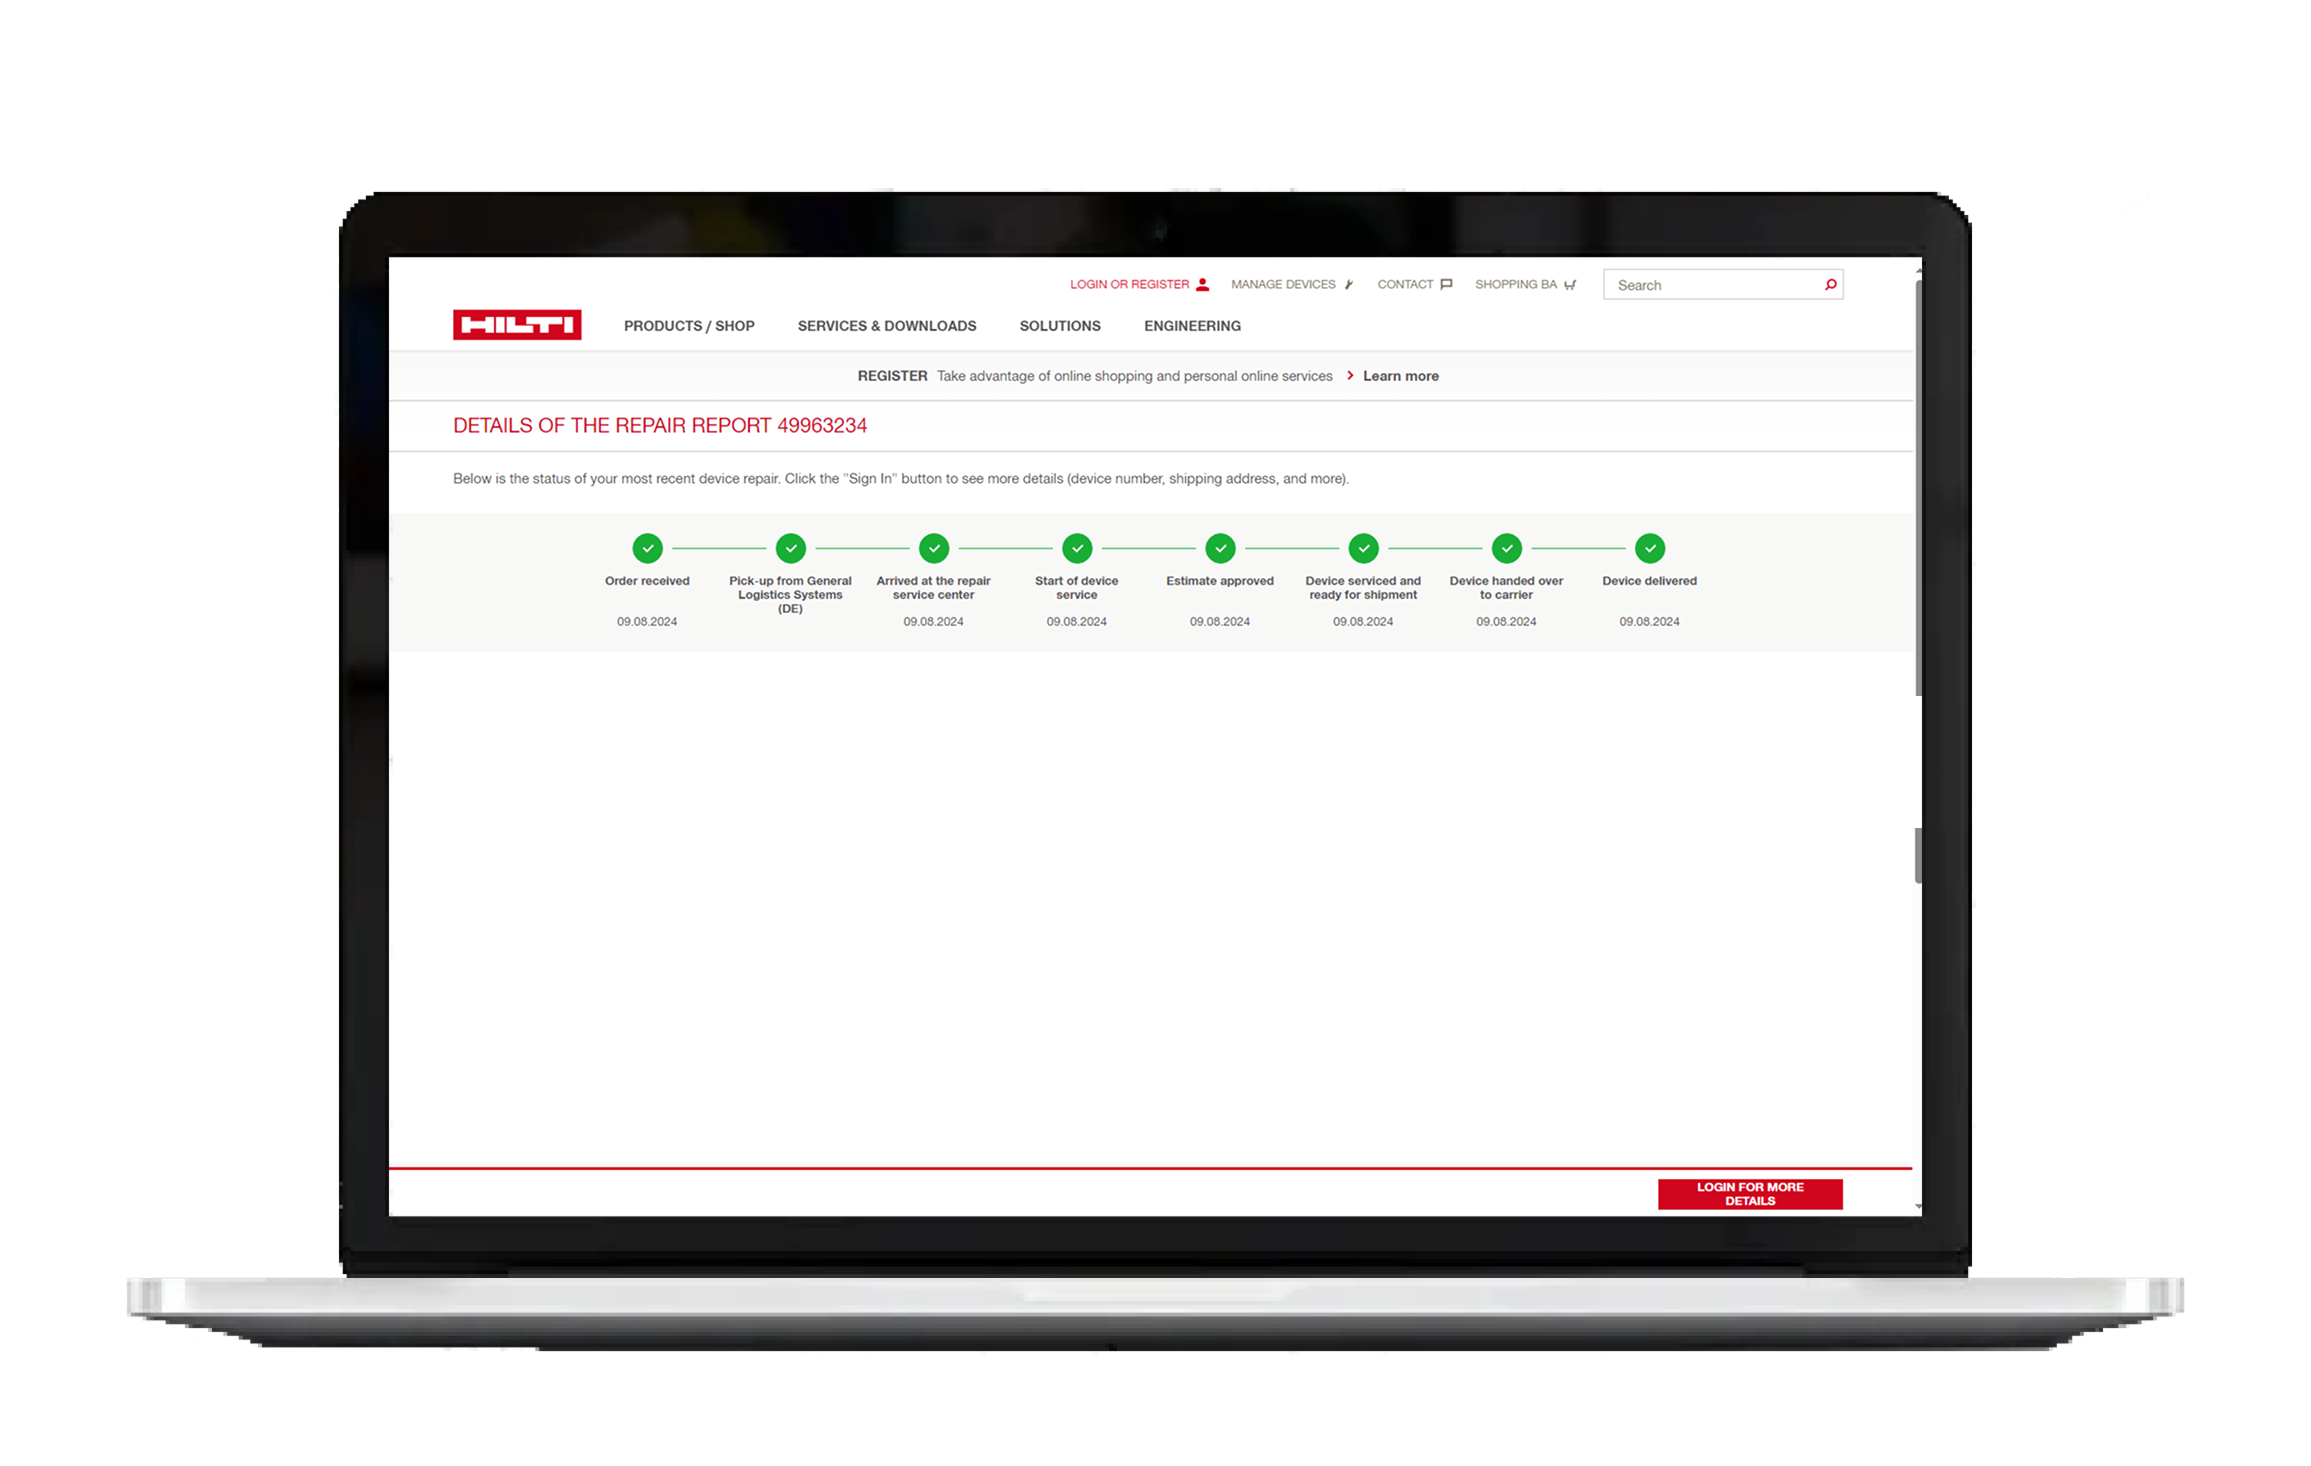 LOGIN OR REGISTER MANAGE DEVICES CONTACT SHOPPING BA Search
HILTI PRODUCTS / SHOP SERVICES & DOWNLOADS SOLUTIONS ENGINEERING
REGISTER Take advantage of online shopping and personal online services Learn more
DETAILS OF THE REPAIR REPORT 49963234
Below is the status of your most recent device repair. Click the "Sign In" button to see more details (device number, shipping address, and more).
Order received Pick-up from General Arrived at the repair Start of device Estimate approved Device serviced and Device handed over Device delivered
Logistics Systems service center service ready for shipment to carrier
(DE)
09.08.2024 09.08.2024 09.08.2024 09.08.2024 09.08.2024 09.08.2024 09.08.2024
LOGIN FOR MORE
DETAILS